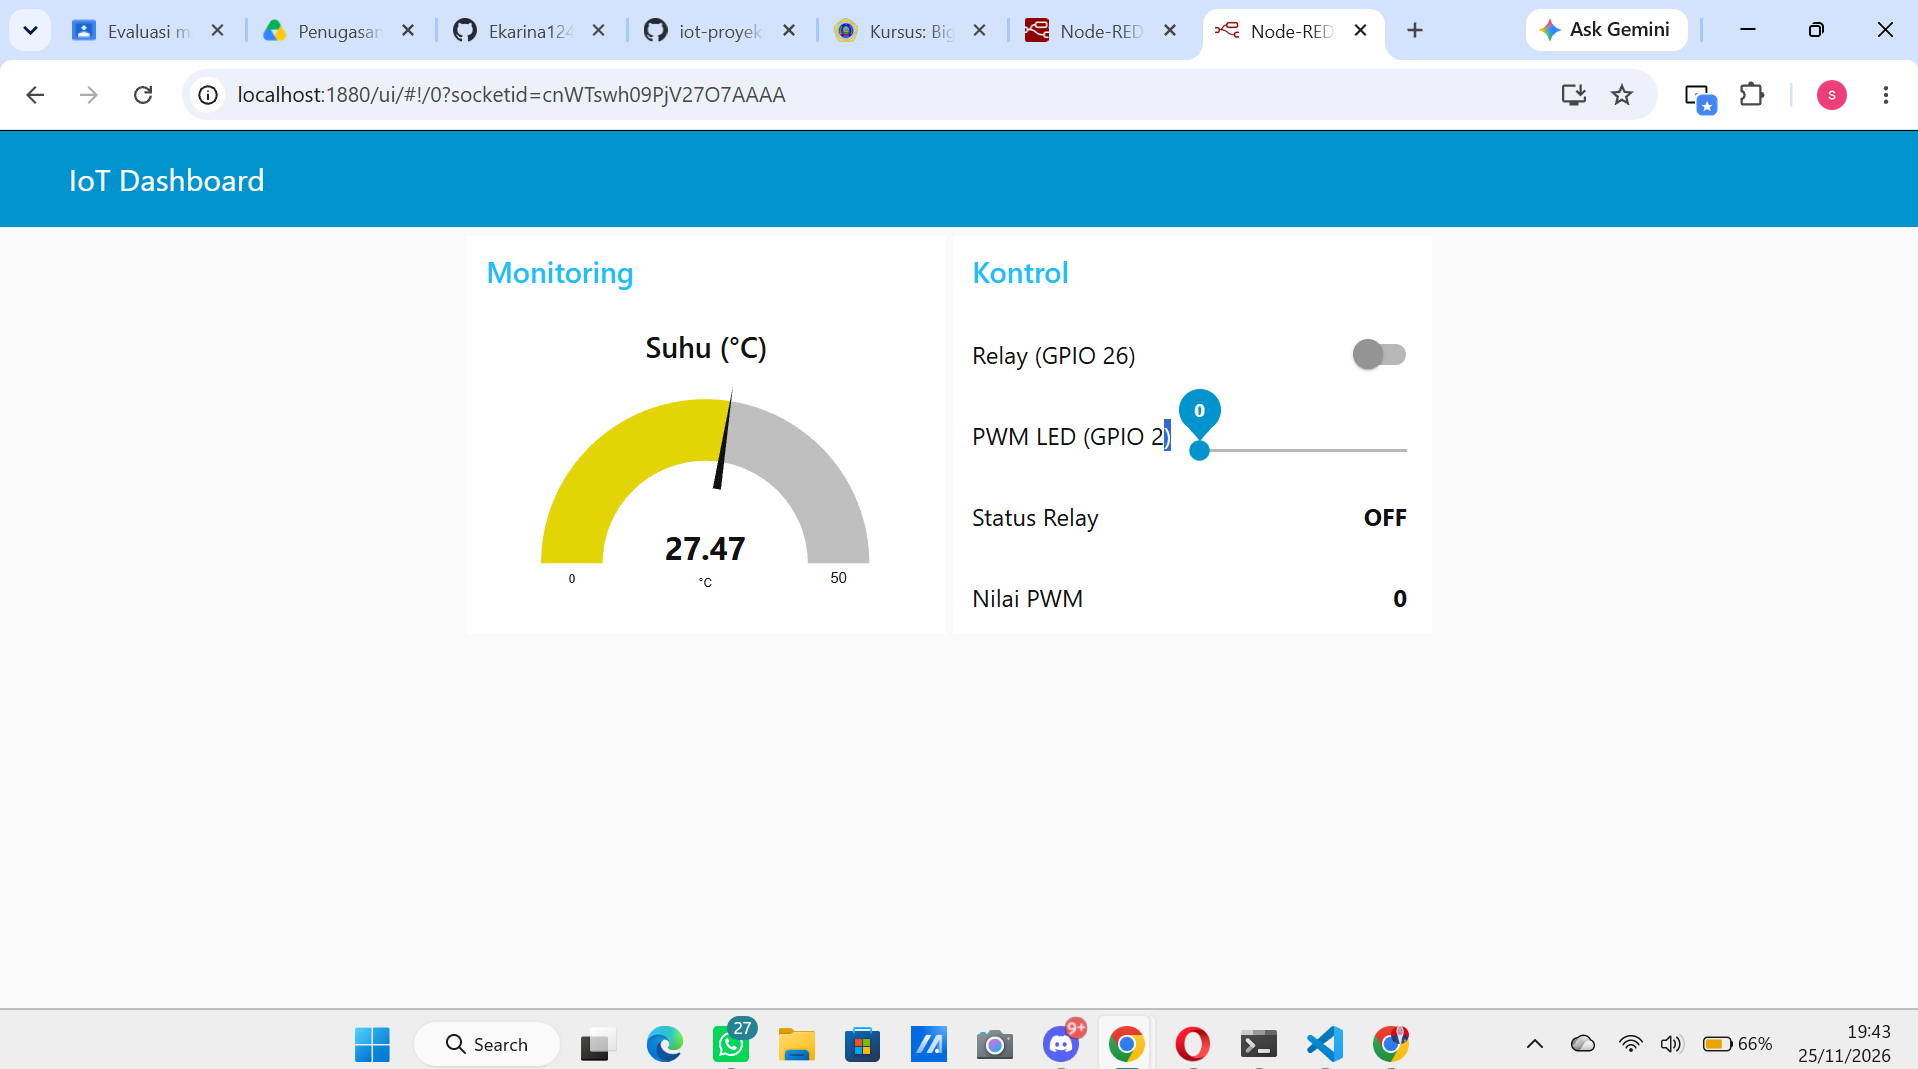 Evaluasi m
Penugasan
Ekarina124
iot-proyek
Kursus: Big
Node-RED
Node-RED
Ask Gemini
localhost:1880/ui/#!/0?socketid=cnWTswh09PjV27O7AAAA
s
IoT Dashboard
Monitoring
Suhu (°C)
27.47
0
°C
50
Kontrol
Relay (GPIO 26)
0
PWM LED (GPIO 2)
Status Relay OFF
Nilai PWM 0
Search
27
9+
66%
19:43
25/11/2026